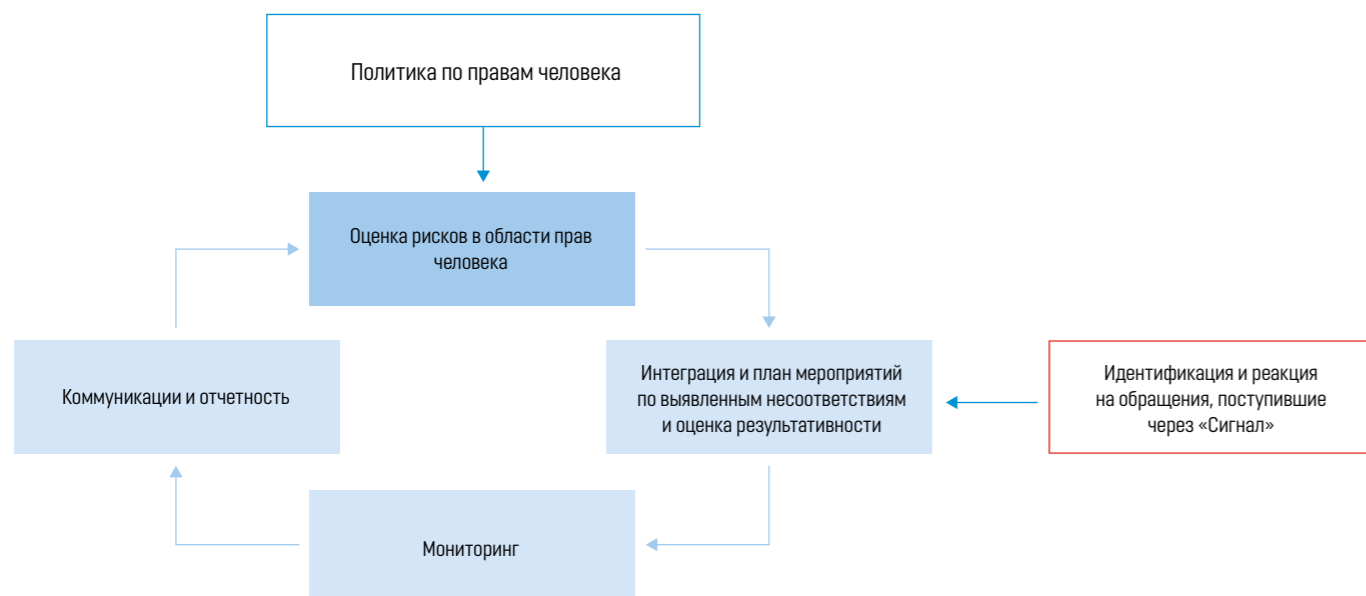 Политика по правам человека
Оценка рисков в области прав
человека
Коммуникации и отчетность
Интеграция и план мероприятий
по выявленным несоответствиям
и оценка результативности
Идентификация и реакция
на обращения, поступившие
через «Сигнал»
Мониторинг